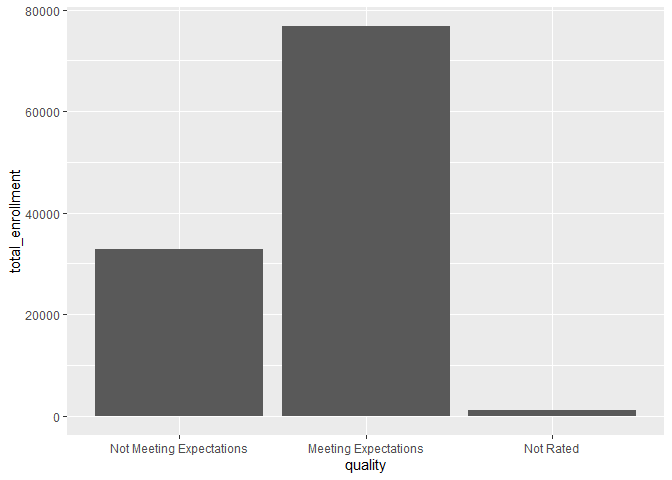 80000
60000
40000
20000
0
total_enrollment
Not Meeting Expectations
Meeting Expectations
Not Rated
quality